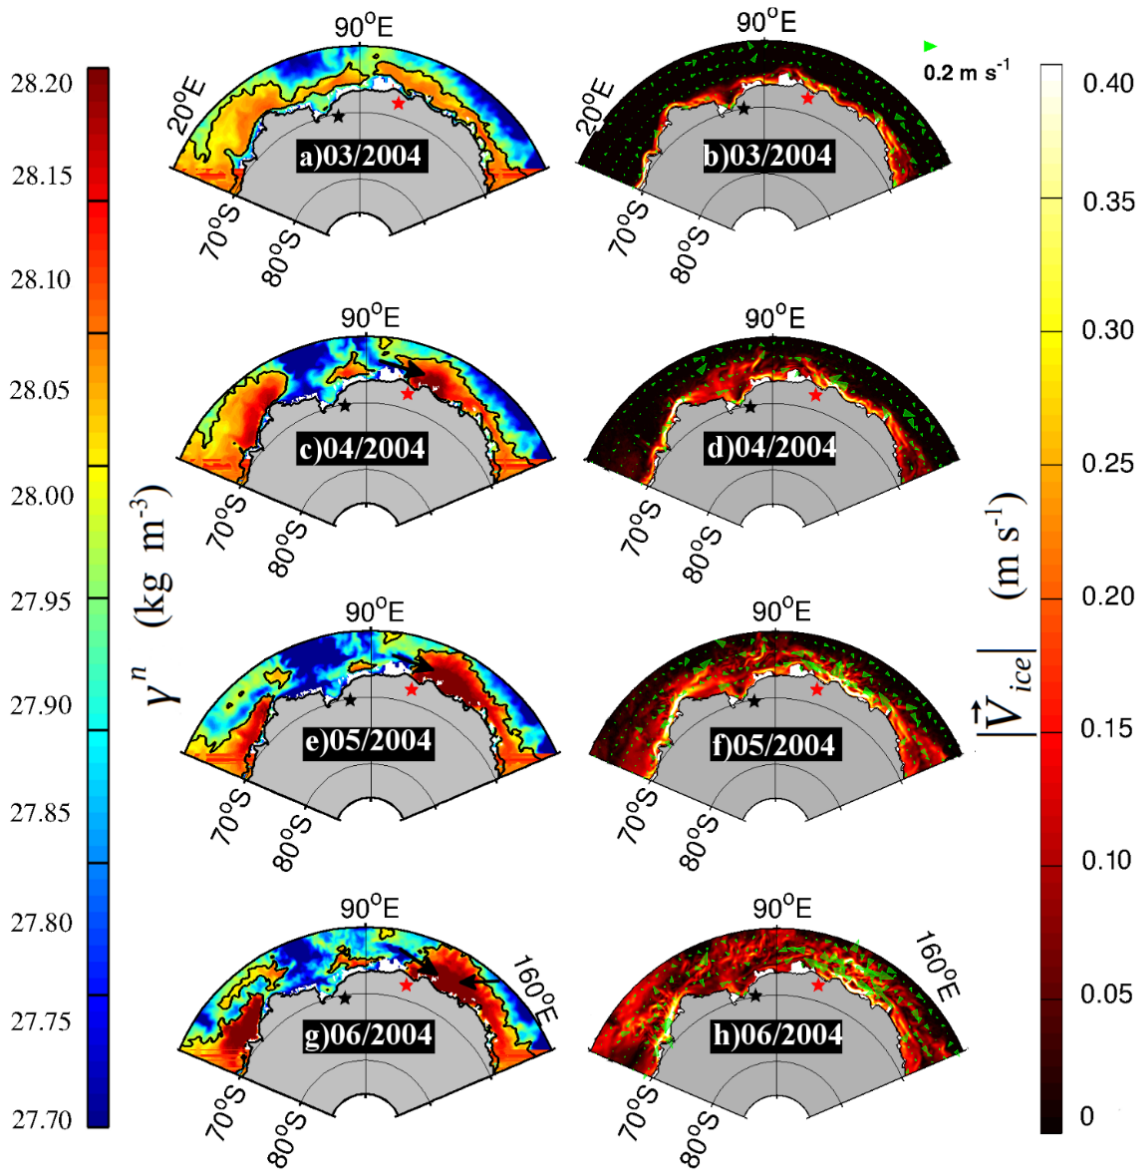 90°E
90°E
0.2 m s⁻¹
28.20
28.15
28.10
28.05
28.00
27.95
27.90
27.85
27.80
27.75
27.70
γⁿ (kg m⁻³)
20°E
a)03/2004
70°S
80°S
20°E
b)03/2004
70°S
80°S
90°E
c)04/2004
70°S
80°S
90°E
d)04/2004
70°S
80°S
90°E
e)05/2004
70°S
80°S
90°E
f)05/2004
70°S
80°S
90°E
160°E
g)06/2004
70°S
80°S
90°E
160°E
h)06/2004
70°S
80°S
|V⃗ice| (m s⁻¹)
0.40
0.35
0.30
0.25
0.20
0.15
0.10
0.05
0